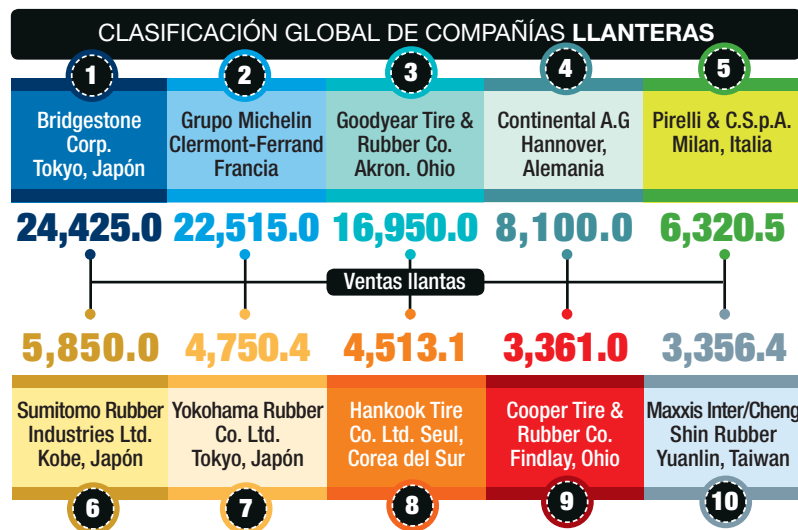 CLASIFICACIÓN GLOBAL DE COMPAÑÍAS LLANTERAS
1
Bridgestone
Corp.
Tokyo, Japón
24,425.0
2
Grupo Michelin
Clermont-Ferrand
Francia
22,515.0
3
Goodyear Tire &
Rubber Co.
Akron. Ohio
16,950.0
4
Continental A.G
Hannover,
Alemania
8,100.0
5
Pirelli & C.S.p.A.
Milan, Italia
6,320.5
Ventas llantas
5,850.0
Sumitomo Rubber
Industries Ltd.
Kobe, Japón
6
4,750.4
Yokohama Rubber
Co. Ltd.
Tokyo, Japón
7
4,513.1
Hankook Tire
Co. Ltd. Seul,
Corea del Sur
8
3,361.0
Cooper Tire &
Rubber Co.
Findlay, Ohio
9
3,356.4
Maxxis Inter/Cheng
Shin Rubber
Yuanlin, Taiwan
10